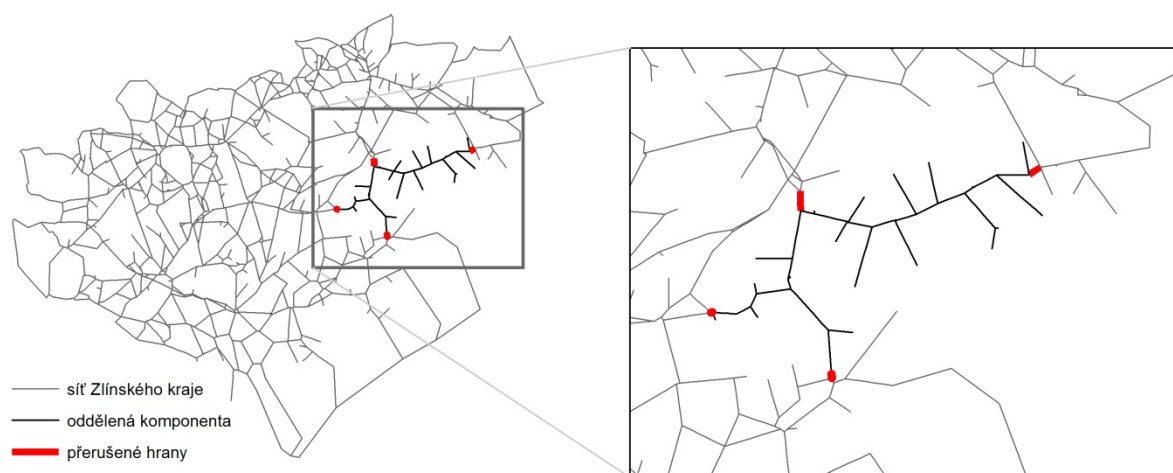 síť Zlínského kraje
oddělená komponenta
přerušené hrany